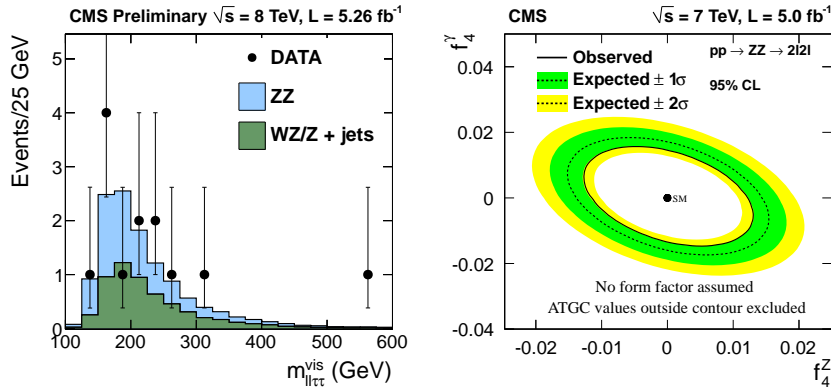 CMS Preliminary √s = 8 TeV, L = 5.26 fb⁻¹
Events/25 GeV
5
4
3
2
1
0
DATA
ZZ
WZ/Z + jets
100 200 300 400 500 600
m_llττ^vis (GeV)
CMS √s = 7 TeV, L = 5.0 fb⁻¹
f_4^γ
0.04
0.02
0
-0.02
-0.04
Observed
Expected ± 1σ
Expected ± 2σ
pp → ZZ → 2l2l
95% CL
SM
No form factor assumed
ATGC values outside contour excluded
-0.02 -0.01 0 0.01 0.02
f_4^Z